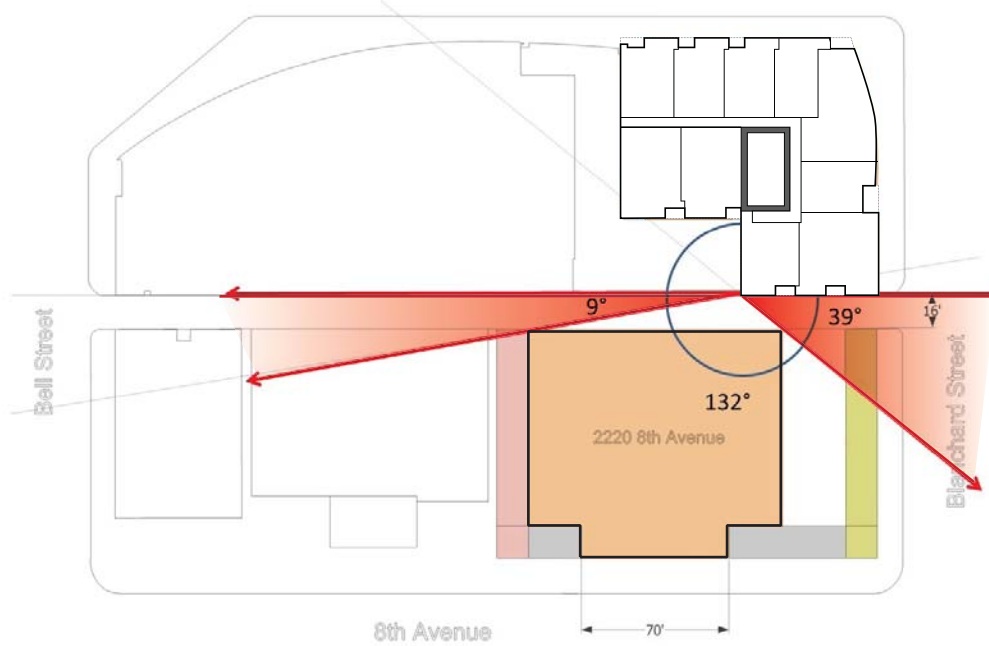 9°
39°
16'
Bell Street
Blanchard Street
132°
2220 8th Avenue
70'
8th Avenue